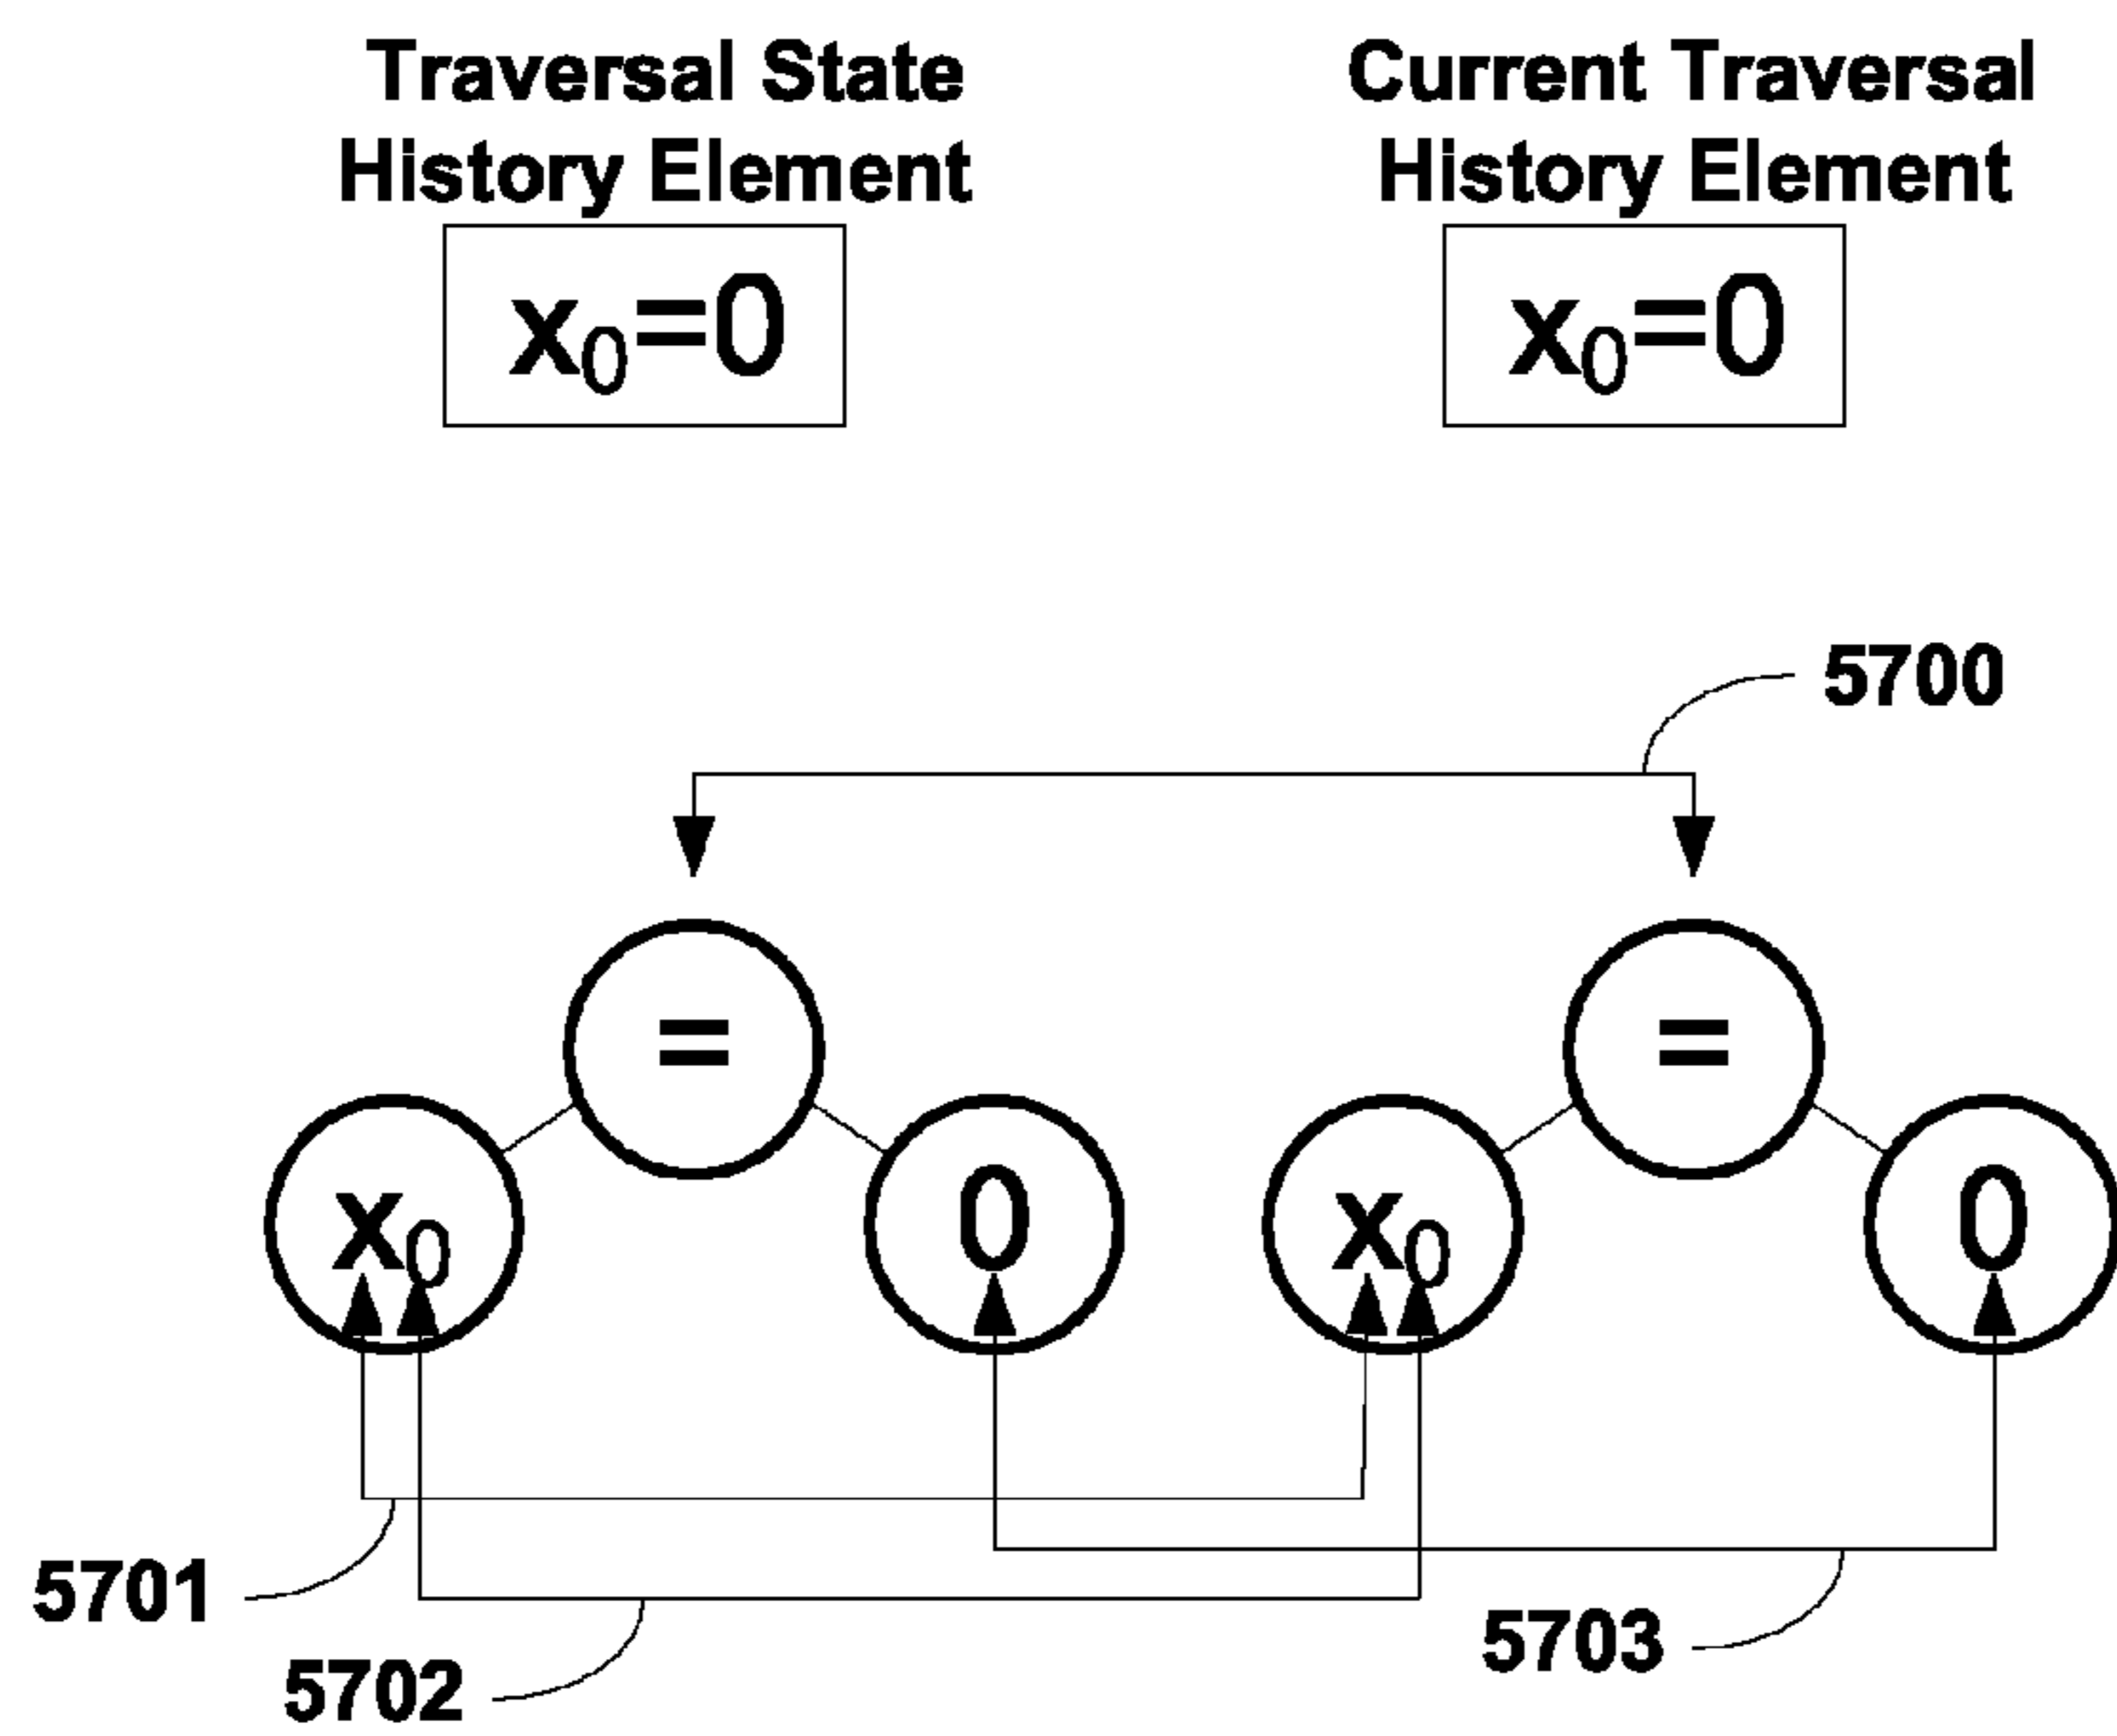 Traversal State
History Element
Current Traversal
History Element
x₀=0
x₀=0
5700
=
=
x₀
0
x₀
0
5701
5702
5703